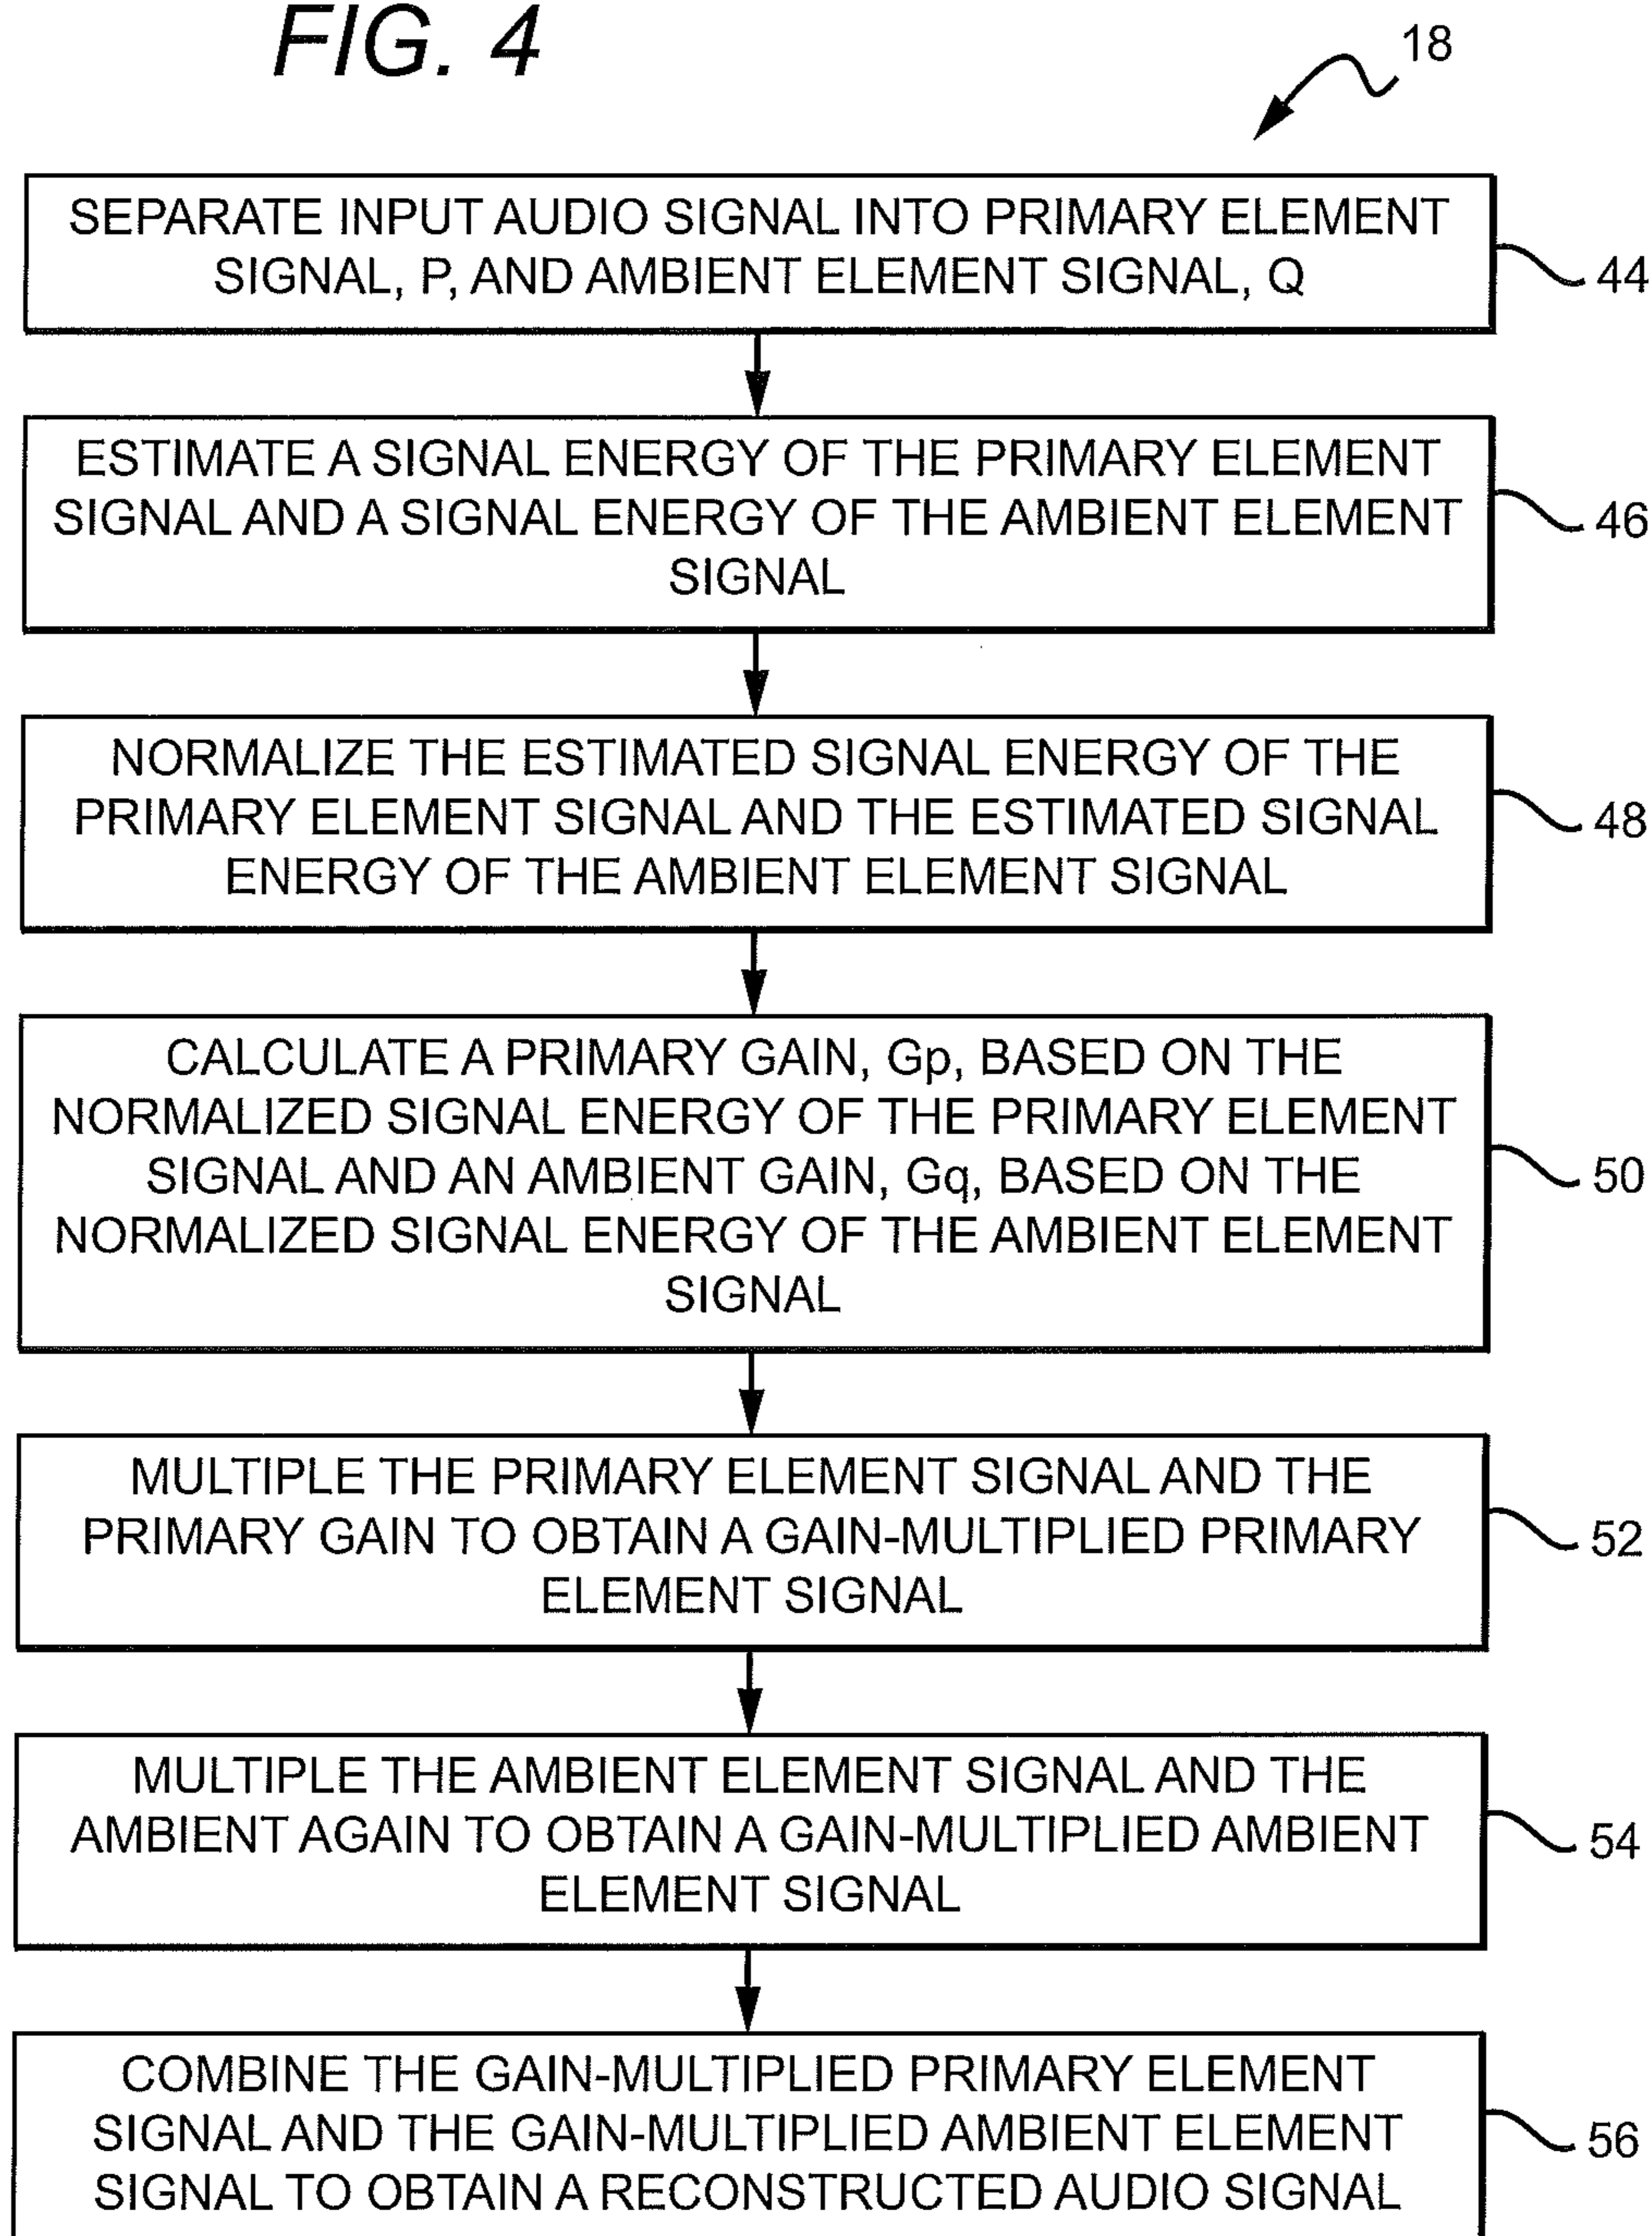 FIG. 4
18
SEPARATE INPUT AUDIO SIGNAL INTO PRIMARY ELEMENT
SIGNAL, P, AND AMBIENT ELEMENT SIGNAL, Q
44
ESTIMATE A SIGNAL ENERGY OF THE PRIMARY ELEMENT
SIGNAL AND A SIGNAL ENERGY OF THE AMBIENT ELEMENT
SIGNAL
46
NORMALIZE THE ESTIMATED SIGNAL ENERGY OF THE
PRIMARY ELEMENT SIGNAL AND THE ESTIMATED SIGNAL
ENERGY OF THE AMBIENT ELEMENT SIGNAL
48
CALCULATE A PRIMARY GAIN, Gp, BASED ON THE
NORMALIZED SIGNAL ENERGY OF THE PRIMARY ELEMENT
SIGNAL AND AN AMBIENT GAIN, Gq, BASED ON THE
NORMALIZED SIGNAL ENERGY OF THE AMBIENT ELEMENT
SIGNAL
50
MULTIPLE THE PRIMARY ELEMENT SIGNAL AND THE
PRIMARY GAIN TO OBTAIN A GAIN-MULTIPLIED PRIMARY
ELEMENT SIGNAL
52
MULTIPLE THE AMBIENT ELEMENT SIGNAL AND THE
AMBIENT AGAIN TO OBTAIN A GAIN-MULTIPLIED AMBIENT
ELEMENT SIGNAL
54
COMBINE THE GAIN-MULTIPLIED PRIMARY ELEMENT
SIGNAL AND THE GAIN-MULTIPLIED AMBIENT ELEMENT
SIGNAL TO OBTAIN A RECONSTRUCTED AUDIO SIGNAL
56